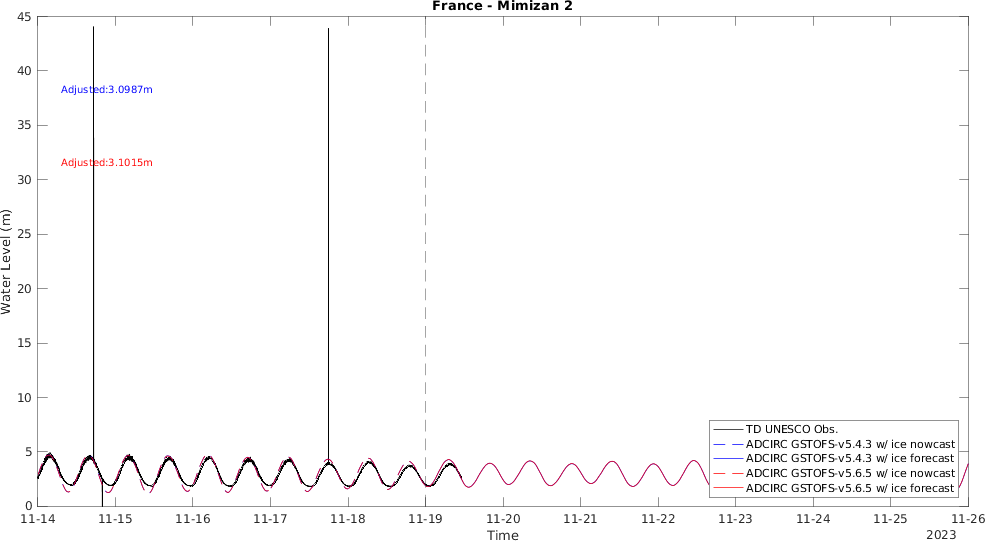 France - Mimizan 2
45
40
35
30
25
20
15
10
5
0
Water Level (m)
Adjusted:3.0987m
Adjusted:3.1015m
TD UNESCO Obs.
ADCIRC GSTOFS-v5.4.3 w/ ice nowcast
ADCIRC GSTOFS-v5.4.3 w/ ice forecast
ADCIRC GSTOFS-v5.6.5 w/ ice nowcast
ADCIRC GSTOFS-v5.6.5 w/ ice forecast
11-14 11-15 11-16 11-17 11-18 11-19 11-20 11-21 11-22 11-23 11-24 11-25 11-26
Time
2023